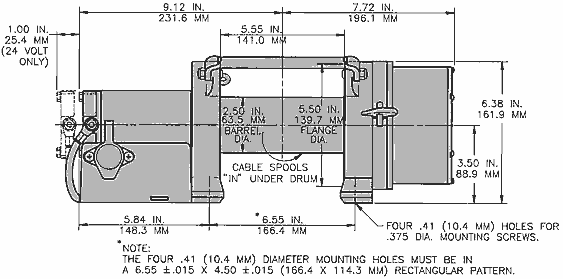 9.12 IN.
231.6 MM
7.72 IN.
196.1 MM
1.00 IN.
25.4 MM
(24 VOLT
ONLY)
5.55 IN.
141.0 MM
2.50 IN.
63.5 MM
BARREL
DIA.
5.50 IN.
139.7 MM
FLANGE
DIA.
6.38 IN.
161.9 MM
CABLE SPOOLS
"IN" UNDER DRUM
3.50 IN.
88.9 MM
5.84 IN.
148.3 MM
*6.55 IN.
166.4 MM
FOUR .41 (10.4 MM) HOLES FOR
.375 DIA. MOUNTING SCREWS.
*NOTE:
THE FOUR .41 (10.4 MM) DIAMETER MOUNTING HOLES MUST BE IN
A 6.55 ±.015 X 4.50 ±.015 (166.4 X 114.3 MM) RECTANGULAR PATTERN.